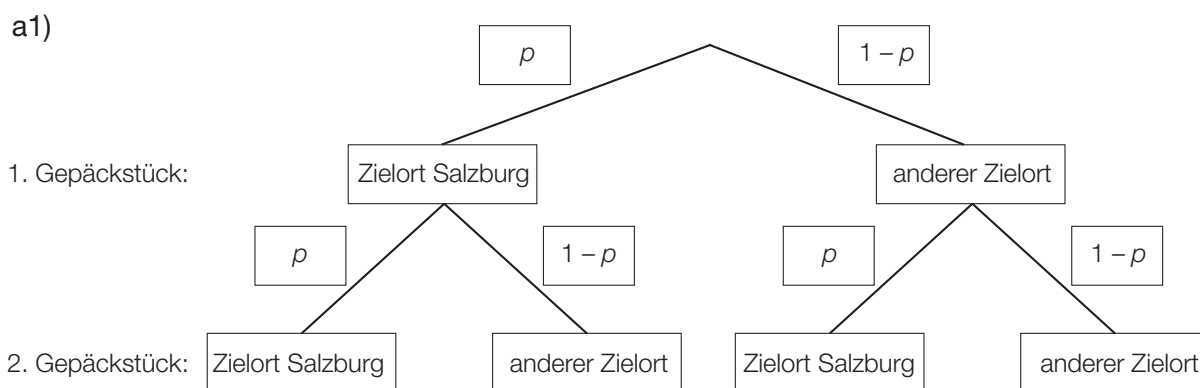 a1)
p 1 – p
1. Gepäckstück: Zielort Salzburg anderer Zielort
p 1 – p p 1 – p
2. Gepäckstück: Zielort Salzburg anderer Zielort Zielort Salzburg anderer Zielort